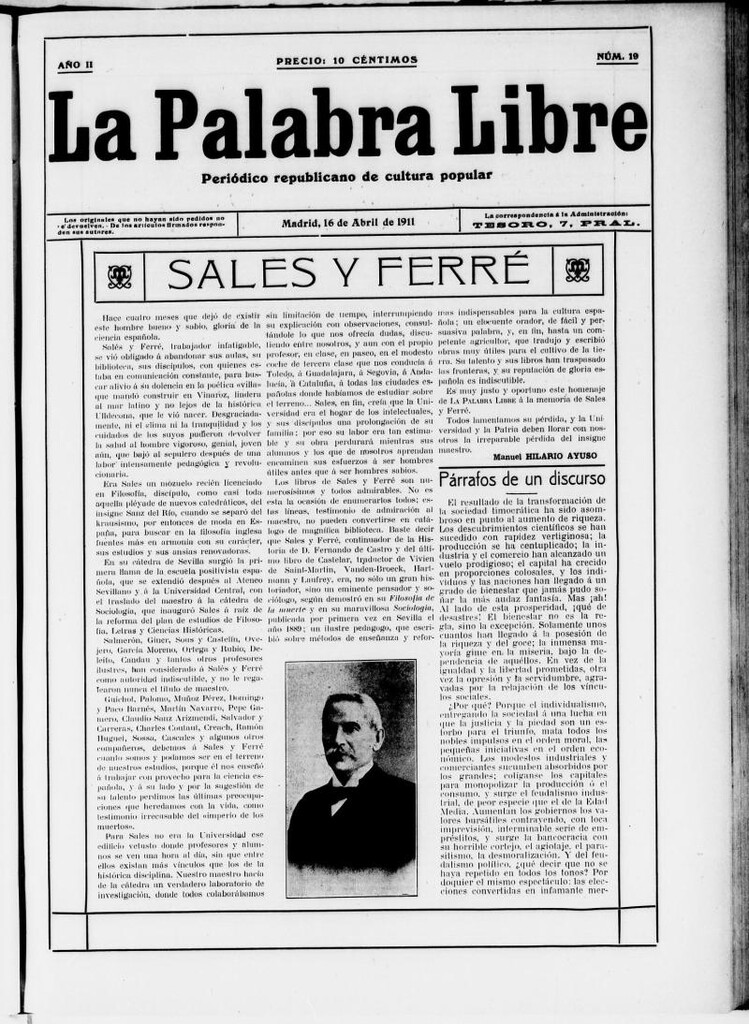 AÑO II
PRECIO: 10 CÉNTIMOS
NÚM. 19
La Palabra Libre
Periódico republicano de cultura popular
Los originales que no hayan sido pedidos no
se devuelven.- De los artículos firmados respon-
den sus autores.
Madrid, 16 de Abril de 1911
La correspondencia á la Administración:
TESORO, 7, PRAL.
SALES Y FERRÉ
Hace cuatro meses que dejó de existir
este hombre bueno y sabio, gloria de la
ciencia española.
Salés y Ferré, trabajador infatigable,
se vió obligado á abandonar sus aulas, su
biblioteca, sus discípulos, con quienes es-
taba en comunicación constante, para bus-
car alivio á su dolencia en la poética «villa»
que mandó construir en Vinaroz, lindera
al mar latino y no lejos de la histórica
Ulldecona, que le vió nacer. Desgraciada-
mente, ni el clima ni la tranquilidad y los
cuidados de los suyos pudieron devolver
la salud al hombre vigoroso, genial, joven
aún, que bajó al sepulcro después de una
labor intensamente pedagógica y revolu-
cionaria.
Era Sales un mozuelo recién licenciado
en Filosofía, discípulo, como casi toda
aquella pléyade de nuevos catedráticos, del
insigne Sanz del Río, cuando se separó del
krausismo, por entonces de moda en Es-
paña, para buscar en la filosofía inglesa
fuentes más en armonía con su carácter,
sus estudios y sus ansias renovadoras.
En su cátedra de Sevilla surgió la pri-
mera llama de la escuela positivista espa-
ñola, que se extendió después al Ateneo
Sevillano y á la Universidad Central, con
el traslado del maestro á la cátedra de
Sociología, que inauguró Sales á raíz de
la reforma del plan de estudios de Filoso-
fía, Letras y Ciencias Históricas.
Salmerón, Giner, Sous y Castelín, Ove-
jero, García Moreno, Ortega y Rubio, De-
leito, Candau y tantos otros profesores
ilustres, han considerado á Salés y Ferré
como autoridad indiscutible, y no le rega-
tearon nunca el título de maestro.
Guichot, Palomo, Muñoz Pérez, Domingo
y Paco Barnés, Martín Navarro, Pepe Ga-
nero, Claudio Sanz Arizmendi, Salvador y
Carreras, Charles Contaul, Crench, Ramón
Huguel, Sossa, Cascales y algunos otros
compañeros, debemos á Sales y Ferré
cuanto somos y podamos ser en el terreno
de nuestros estudios, porque él nos enseñó
á trabajar con provecho para la ciencia es-
pañola, y á su lado y por la sugestión de
su talento perdimos las últimas preocupa-
ciones que heredamos con la vida, como
testimonio irrecusable del «imperio de los
muertos».
Para Sales no era la Universidad ese
edificio vetusto donde profesores y alum-
nos se ven una hora al día, sin que entre
ellos existan más vínculos que los de la
histórica disciplina. Nuestro maestro hacía
de la cátedra un verdadero laboratorio de
investigación, donde todos colaborábamos
sin limitación de tiempo, interrumpiendo
su explicación con observaciones, consul-
tándole lo que nos ofrecía dudas, discu-
tiendo entre nosotros, y aun con el propio
profesor, en clase, en paseo, en el modesto
coche de tercera clase que nos conducía á
Toledo, á Guadalajara, á Segovia, á Anda-
lucía, á Cataluña, á todas las ciudades es-
pañolas donde habíamos de estudiar sobre
el terreno... Sales, en fin, creía que la Uni-
versidad era el hogar de los intelectuales,
y sus discípulos una prolongación de su
familia: por eso su labor era tan estimable
y su obra perdurará mientras sus
alumnos y los que de nosotros aprendan
encaminen sus esfuerzos á ser hombres
útiles antes que á ser hombres sabios.
Los libros de Sales y Ferré son nu-
merosísimos y todos admirables. No es
esta la ocasión de enumerarlos todos; es-
tas líneas, testimonio de admiración al
maestro, no pueden convertirse en catá-
logo de magnífica biblioteca. Baste decir
que Sales y Ferré, continuador de la Histo-
ria de D. Fernando de Castro y del últi-
mo libro de Castelar, traductor de Vivien
de Saint-Martin, Vanden-Broeck, Hart-
mann y Laufrey, era, no sólo un gran his-
toriador, sino un eminente pensador y so-
ciólogo, según demostró en su Filosofía de
la muerte y en su maravillosa Sociología,
publicada por primera vez en Sevilla el
año 1889; un ilustre pedagogo, que escri-
bió sobre métodos de enseñanza y refor-
mas indispensables para la cultura espa-
ñola; un elocuente orador, de fácil y per-
suasiva palabra, y, en fin, hasta un com-
petente agricultor, que tradujo y escribió
obras muy útiles para el cultivo de la tie-
rra. Su talento y sus libros han traspasado
las fronteras, y su reputación de gloria es-
pañola es indiscutible.
Es muy justo y oportuno este homenaje
de LA PALABRA LIBRE á la memoria de Sales
y Ferré.
Todos lamentamos su pérdida, y la Uni-
versidad y la Patria deben llorar con nos-
otros la irreparable pérdida del insigne
maestro.
Manuel HILARIO AYUSO
Párrafos de un discurso
El resultado de la transformación de
la sociedad timocrática ha sido asom-
broso en punto al aumento de riqueza.
Los descubrimientos científicos se han
sucedido con rapidez vertiginosa; la
producción se ha centuplicado; la in-
dustria y el comercio han alcanzado un
vuelo prodigioso; el capital ha crecido
en proporciones colosales, y los indivi-
duos y las naciones han llegado á un
grado de bienestar que jamás pudo so-
ñar la más audaz fantasía. Mas ¡ah!
Al lado de esta prosperidad, ¡qué de
desastres! El bienestar no es la re-
gla, sino la excepción. Solamente unos
cuantos han llegado á la posesión de
la riqueza y del goce; la inmensa ma-
yoría gime en la miseria, bajo la de-
pendencia de aquéllos. En vez de la
igualdad y la libertad prometidas, otra
vez la opresión y la servidumbre, agra-
vadas por la relajación de los víncu-
los sociales.
¿Por qué? Porque el individualismo,
entregando la sociedad á una lucha en
que la justicia y la piedad son un es-
torbo para el triunfo, mata todos los
nobles impulsos en el orden moral, las
pequeñas iniciativas en el orden eco-
nómico. Los modestos industriales y
comerciantes sucumben absorbidos por
los grandes; colíganse los capitales
para monopolizar la producción ó el
consumo, y surge el feudalismo indus-
trial, de peor especie que el de la Edad
Media. Aumentan los gobiernos los va-
lores bursátiles contrayendo, con loca
imprevisión, interminable serie de em-
préstitos, y surge la bancocracia con
su horrible cortejo, el agiotaje, el para-
sitismo, la desmoralización. Y del feu-
dalismo político, ¿qué decir que no se
haya repetido en todos los tonos? Por
doquier el mismo espectáculo: las elec-
ciones convertidas en infamante mer-